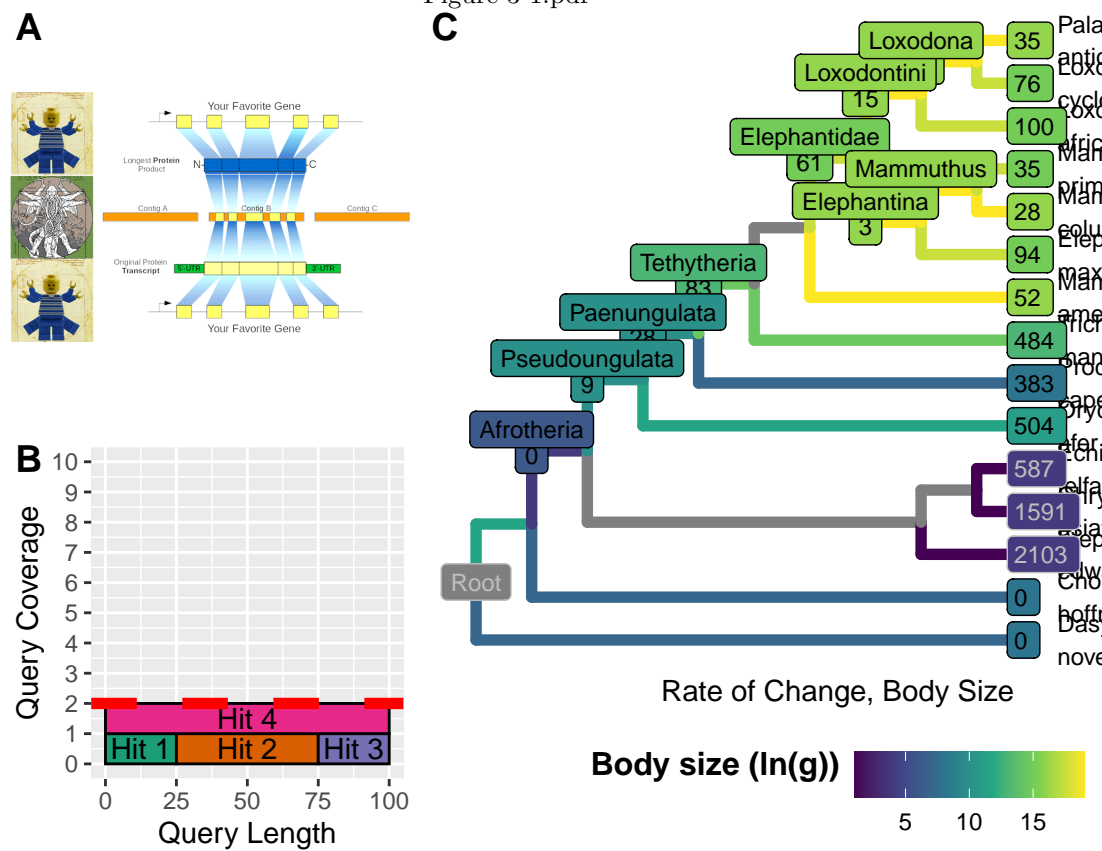 Figure 3-1.pdf
A
Your Favorite Gene
Longest Protein
Product
N
C
Contig A
Contig B
Contig C
Original Protein
Transcript
5'-UTR
3'-UTR
Your Favorite Gene
B
Query Coverage
10
9
8
7
6
5
4
3
2
1
0
Hit 4
Hit 1
Hit 2
Hit 3
0
25
50
75
100
Query Length
C
Loxodona
35
Loxodontini
76
15
100
Elephantidae
61
Mammuthus
35
Elephantina
28
3
94
Tethytheria
83
52
Paenungulata
28
484
Pseudoungulata
9
383
504
Afrotheria
0
587
1591
2103
Root
0
0
Rate of Change, Body Size
Body size (ln(g))
5
10
15